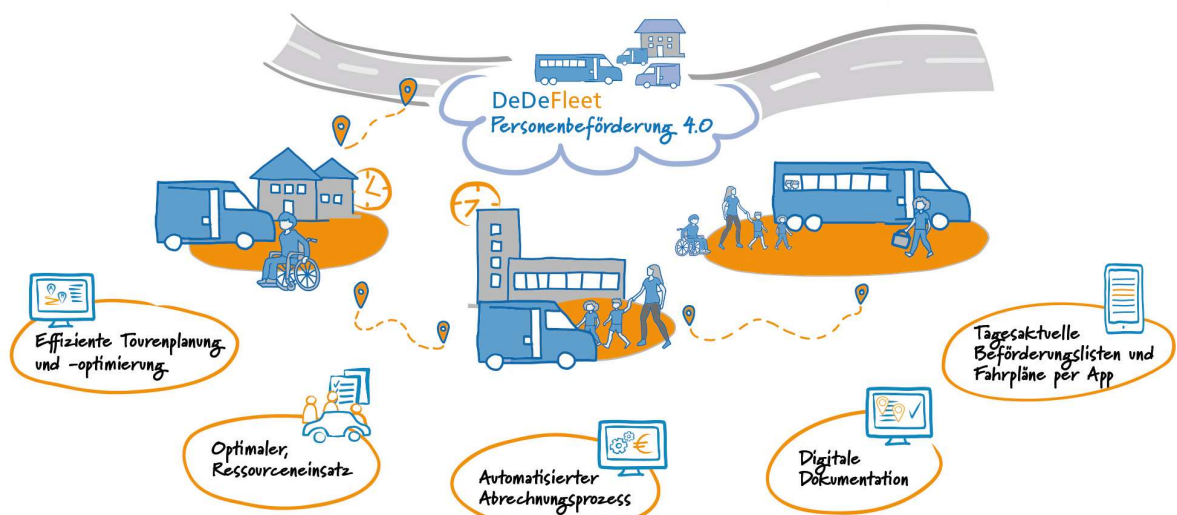 DeDeFleet
Personenbeförderung 4.0
Effiziente Tourenplanung
und -optimierung
Optimaler,
Ressourceneinsatz
Automatisierter
Abrechnungsprozess
Digitale
Dokumentation
Tagesaktuelle
Beförderungslisten und
Fahrpläne per App